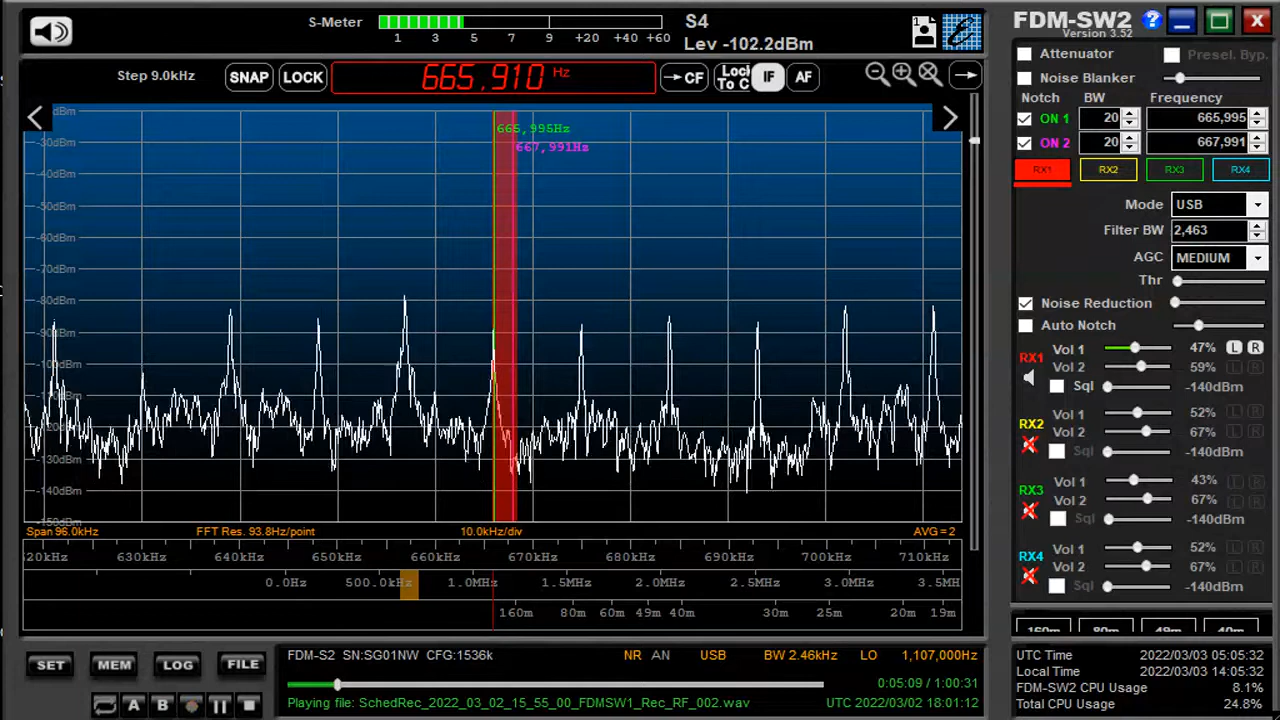 S-Meter
1 3 5 7 9 +20 +40 +60
S4
Lev -102.2dBm
FDM-SW2
Version 3.52
Step 9.0kHz
SNAP
LOCK
665,910 Hz
→CF
Lock To C
IF
AF
665,995Hz
667,991Hz
-30dBm
-40dBm
-50dBm
-60dBm
-70dBm
-80dBm
-90dBm
-100dBm
-110dBm
-120dBm
-130dBm
-140dBm
-150dBm
Span 96.0kHz FFT Res. 93.8Hz/point 10.0kHz/div AVG=2
620kHz 630kHz 640kHz 650kHz 660kHz 670kHz 680kHz 690kHz 700kHz 710kHz
0.0Hz 500.0kHz 1.0MHz 1.5MHz 2.0MHz 2.5MHz 3.0MHz 3.5MH
160m 80m 60m 49m 40m 30m 25m 20m 19m
Attenuator Presel. Byp.
Noise Blanker
Notch BW Frequency
ON 1 20 665,995
ON 2 20 667,991
RX1 RX2 RX3 RX4
Mode USB
Filter BW 2,463
AGC MEDIUM
Thr
Noise Reduction
Auto Notch
RX1
Vol 1 47% L R
Vol 2 59% L R
Sql -140dBm
RX2
Vol 1 52% L R
Vol 2 67% L R
Sql -140dBm
RX3
Vol 1 43% L R
Vol 2 67% L R
Sql -140dBm
RX4
Vol 1 52% L R
Vol 2 67% L R
Sql -140dBm
160m 80m 49m 40m
SET MEM LOG FILE
A B
FDM-S2 SN:SG01NW CFG:1536k NR AN USB BW 2.46kHz LO 1,107,000Hz
0:05:09 / 1:00:31
Playing file: SchedRec_2022_03_02_15_55_00_FDMSW1_Rec_RF_002.wav UTC 2022/03/02 18:01:12
UTC Time 2022/03/03 05:05:32
Local Time 2022/03/03 14:05:32
FDM-SW2 CPU Usage 8.1%
Total CPU Usage 24.8%